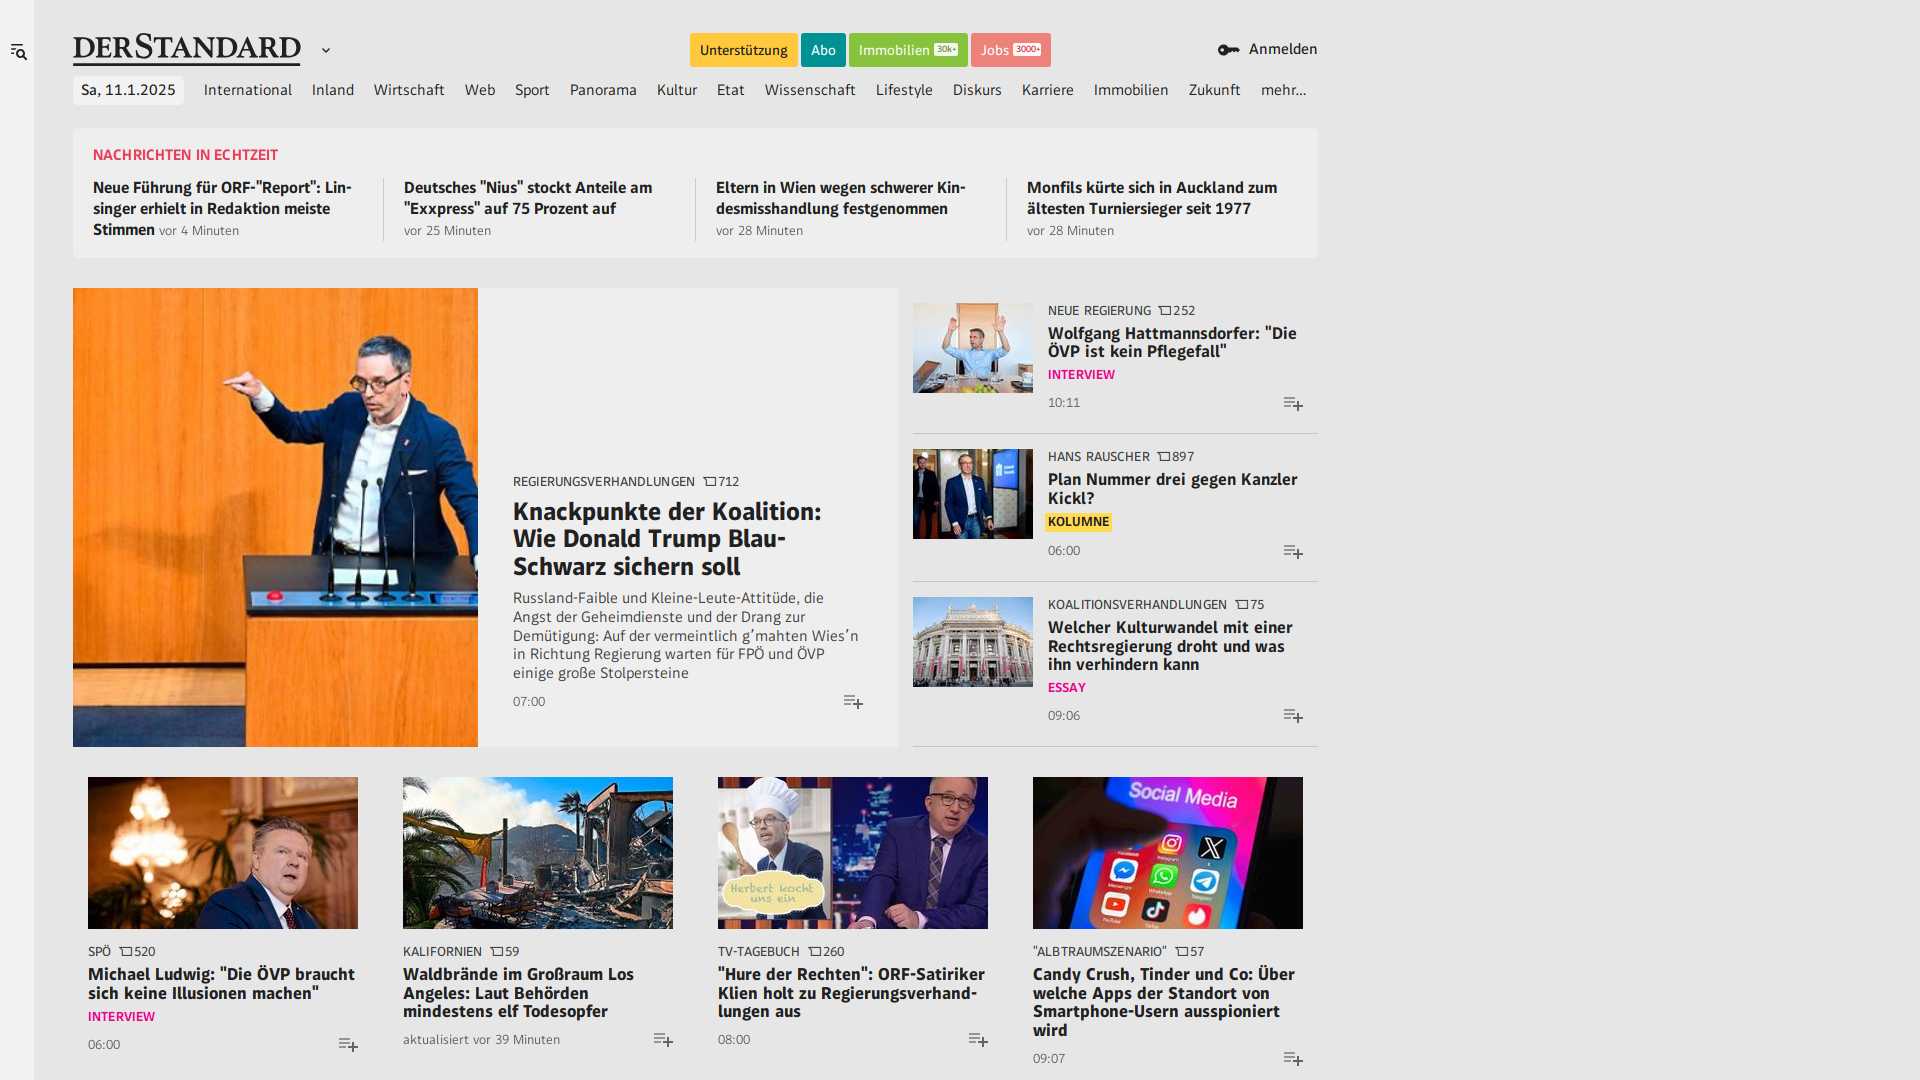 DERSTANDARD
Unterstützung
Abo
Immobilien 30k+
Jobs 3000+
Anmelden
Sa, 11.1.2025
International
Inland
Wirtschaft
Web
Sport
Panorama
Kultur
Etat
Wissenschaft
Lifestyle
Diskurs
Karriere
Immobilien
Zukunft
mehr…
NACHRICHTEN IN ECHTZEIT
Neue Führung für ORF-"Report": Lin-
singer erhielt in Redaktion meiste
Stimmen vor 4 Minuten
Deutsches "Nius" stockt Anteile am
"Exxpress" auf 75 Prozent auf
vor 25 Minuten
Eltern in Wien wegen schwerer Kin-
desmisshandlung festgenommen
vor 28 Minuten
Monfils kürte sich in Auckland zum
ältesten Turniersieger seit 1977
vor 28 Minuten
REGIERUNGSVERHANDLUNGEN 712
Knackpunkte der Koalition:
Wie Donald Trump Blau-
Schwarz sichern soll
Russland-Faible und Kleine-Leute-Attitüde, die
Angst der Geheimdienste und der Drang zur
Demütigung: Auf der vermeintlich g’mahten Wies’n
in Richtung Regierung warten für FPÖ und ÖVP
einige große Stolpersteine
07:00
NEUE REGIERUNG 252
Wolfgang Hattmannsdorfer: "Die
ÖVP ist kein Pflegefall"
INTERVIEW
10:11
HANS RAUSCHER 897
Plan Nummer drei gegen Kanzler
Kickl?
KOLUMNE
06:00
KOALITIONSVERHANDLUNGEN 75
Welcher Kulturwandel mit einer
Rechtsregierung droht und was
ihn verhindern kann
ESSAY
09:06
SPÖ 520
Michael Ludwig: "Die ÖVP braucht
sich keine Illusionen machen"
INTERVIEW
06:00
KALIFORNIEN 59
Waldbrände im Großraum Los
Angeles: Laut Behörden
mindestens elf Todesopfer
aktualisiert vor 39 Minuten
Herbert kocht
uns ein
TV-TAGEBUCH 260
"Hure der Rechten": ORF-Satiriker
Klien holt zu Regierungsverhand-
lungen aus
08:00
Social Media
"ALBTRAUMSZENARIO" 57
Candy Crush, Tinder und Co: Über
welche Apps der Standort von
Smartphone-Usern ausspioniert
wird
09:07